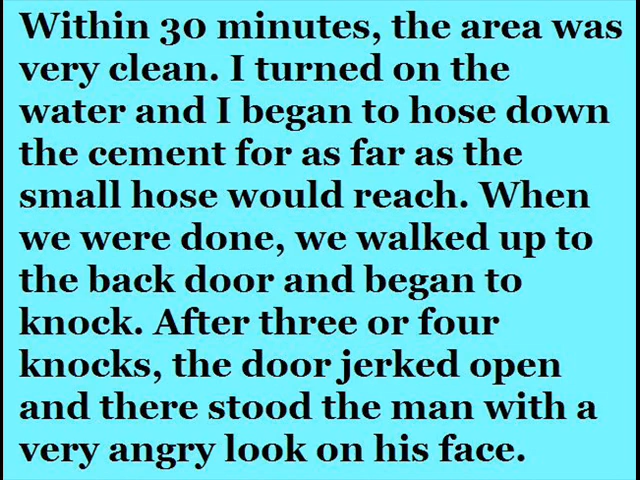 Within 30 minutes, the area was
very clean. I turned on the
water and I began to hose down
the cement for as far as the
small hose would reach. When
we were done, we walked up to
the back door and began to
knock. After three or four
knocks, the door jerked open
and there stood the man with a
very angry look on his face.